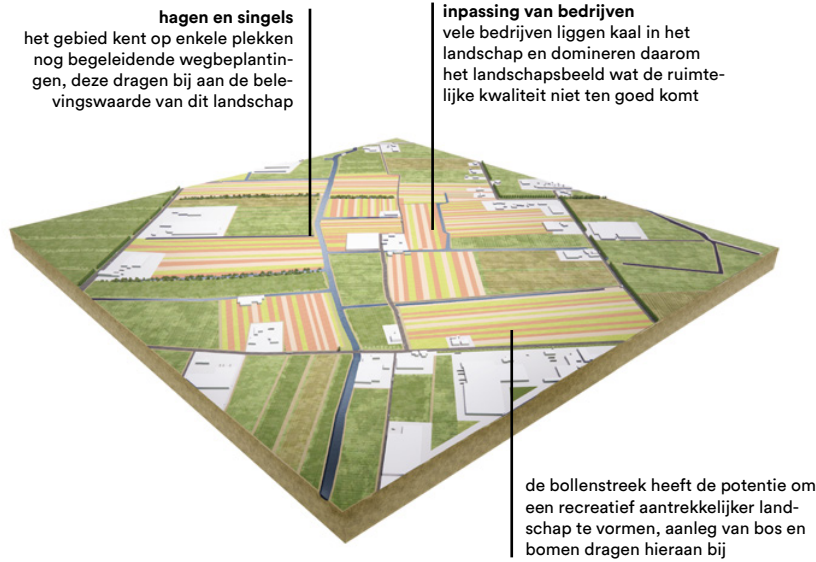 hagen en singels
het gebied kent op enkele plekken
nog begeleidende wegbeplantin-
gen, deze dragen bij aan de bele-
vingswaarde van dit landschap
inpassing van bedrijven
vele bedrijven liggen kaal in het
landschap en domineren daarom
het landschapsbeeld wat de ruimte-
lijke kwaliteit niet ten goed komt
de bollenstreek heeft de potentie om
een recreatief aantrekkelijker land-
schap te vormen, aanleg van bos en
bomen dragen hieraan bij